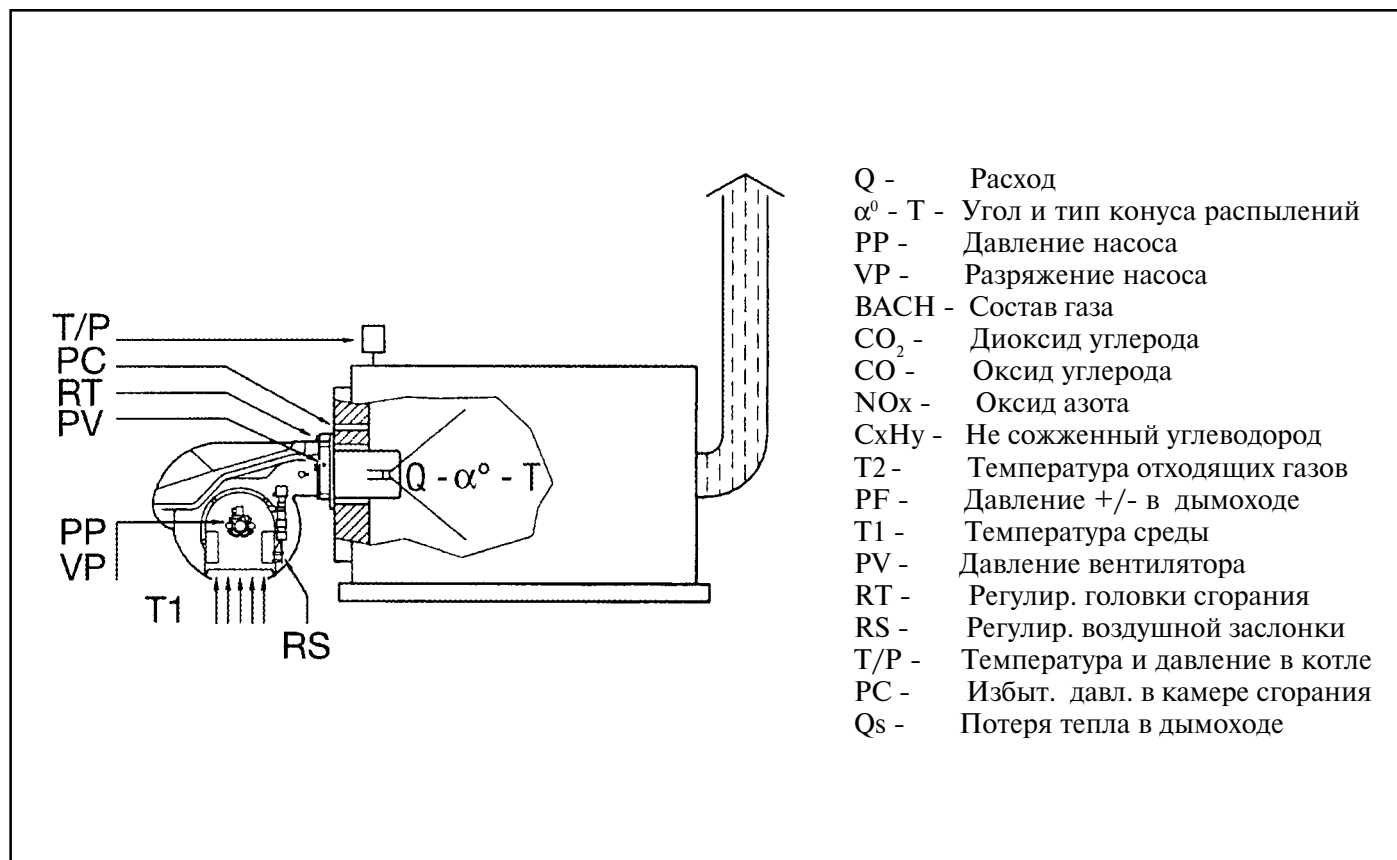 T/P
PC
RT
PV
Q - α° - T
PP
VP
T1
RS
Q - Расход
α⁰ - T - Угол и тип конуса распылений
PP - Давление насоса
VP - Разряжение насоса
BACH - Состав газа
CO₂ - Диоксид углерода
CO - Оксид углерода
NOx - Оксид азота
CxHy - Не сожженный углеводород
T2 - Температура отходящих газов
PF - Давление +/- в дымоходе
T1 - Температура среды
PV - Давление вентилятора
RT - Регулир. головки сгорания
RS - Регулир. воздушной заслонки
T/P - Температура и давление в котле
PC - Избыт. давл. в камере сгорания
Qs - Потеря тепла в дымоходе